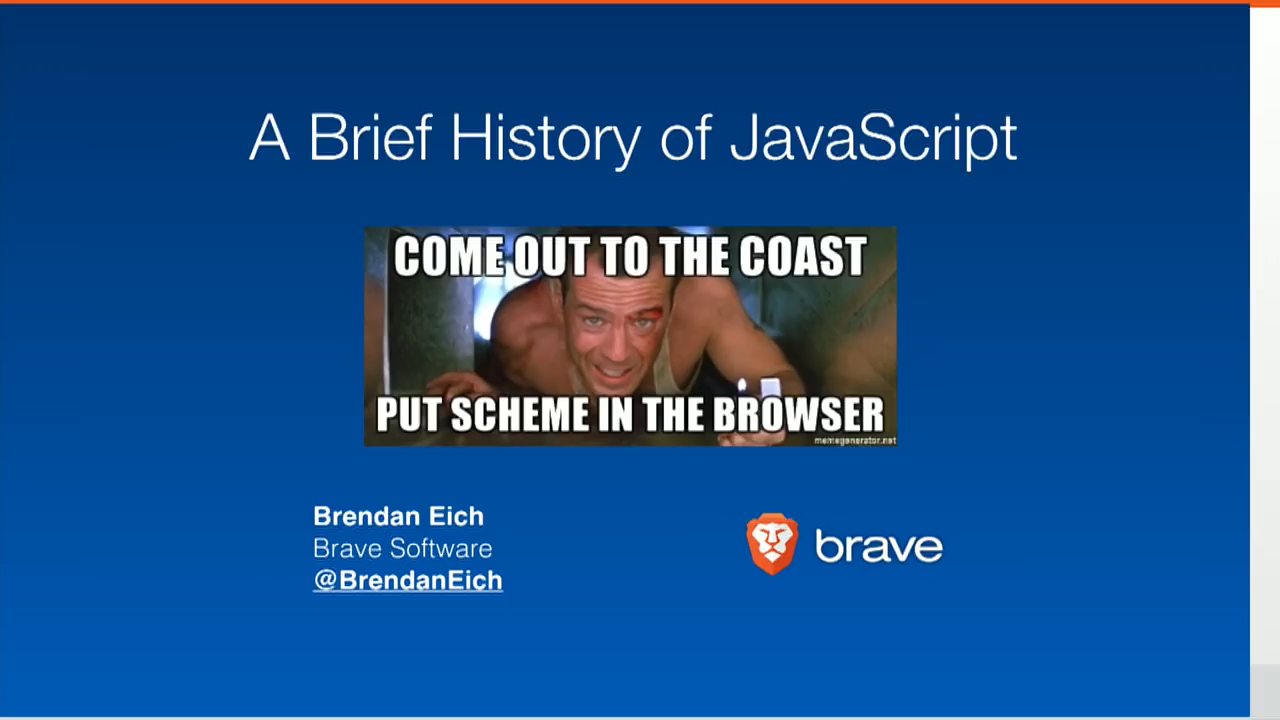 A Brief History of JavaScript
COME OUT TO THE COAST
PUT SCHEME IN THE BROWSER
memegenerator.net
Brendan Eich
Brave Software
@BrendanEich
brave